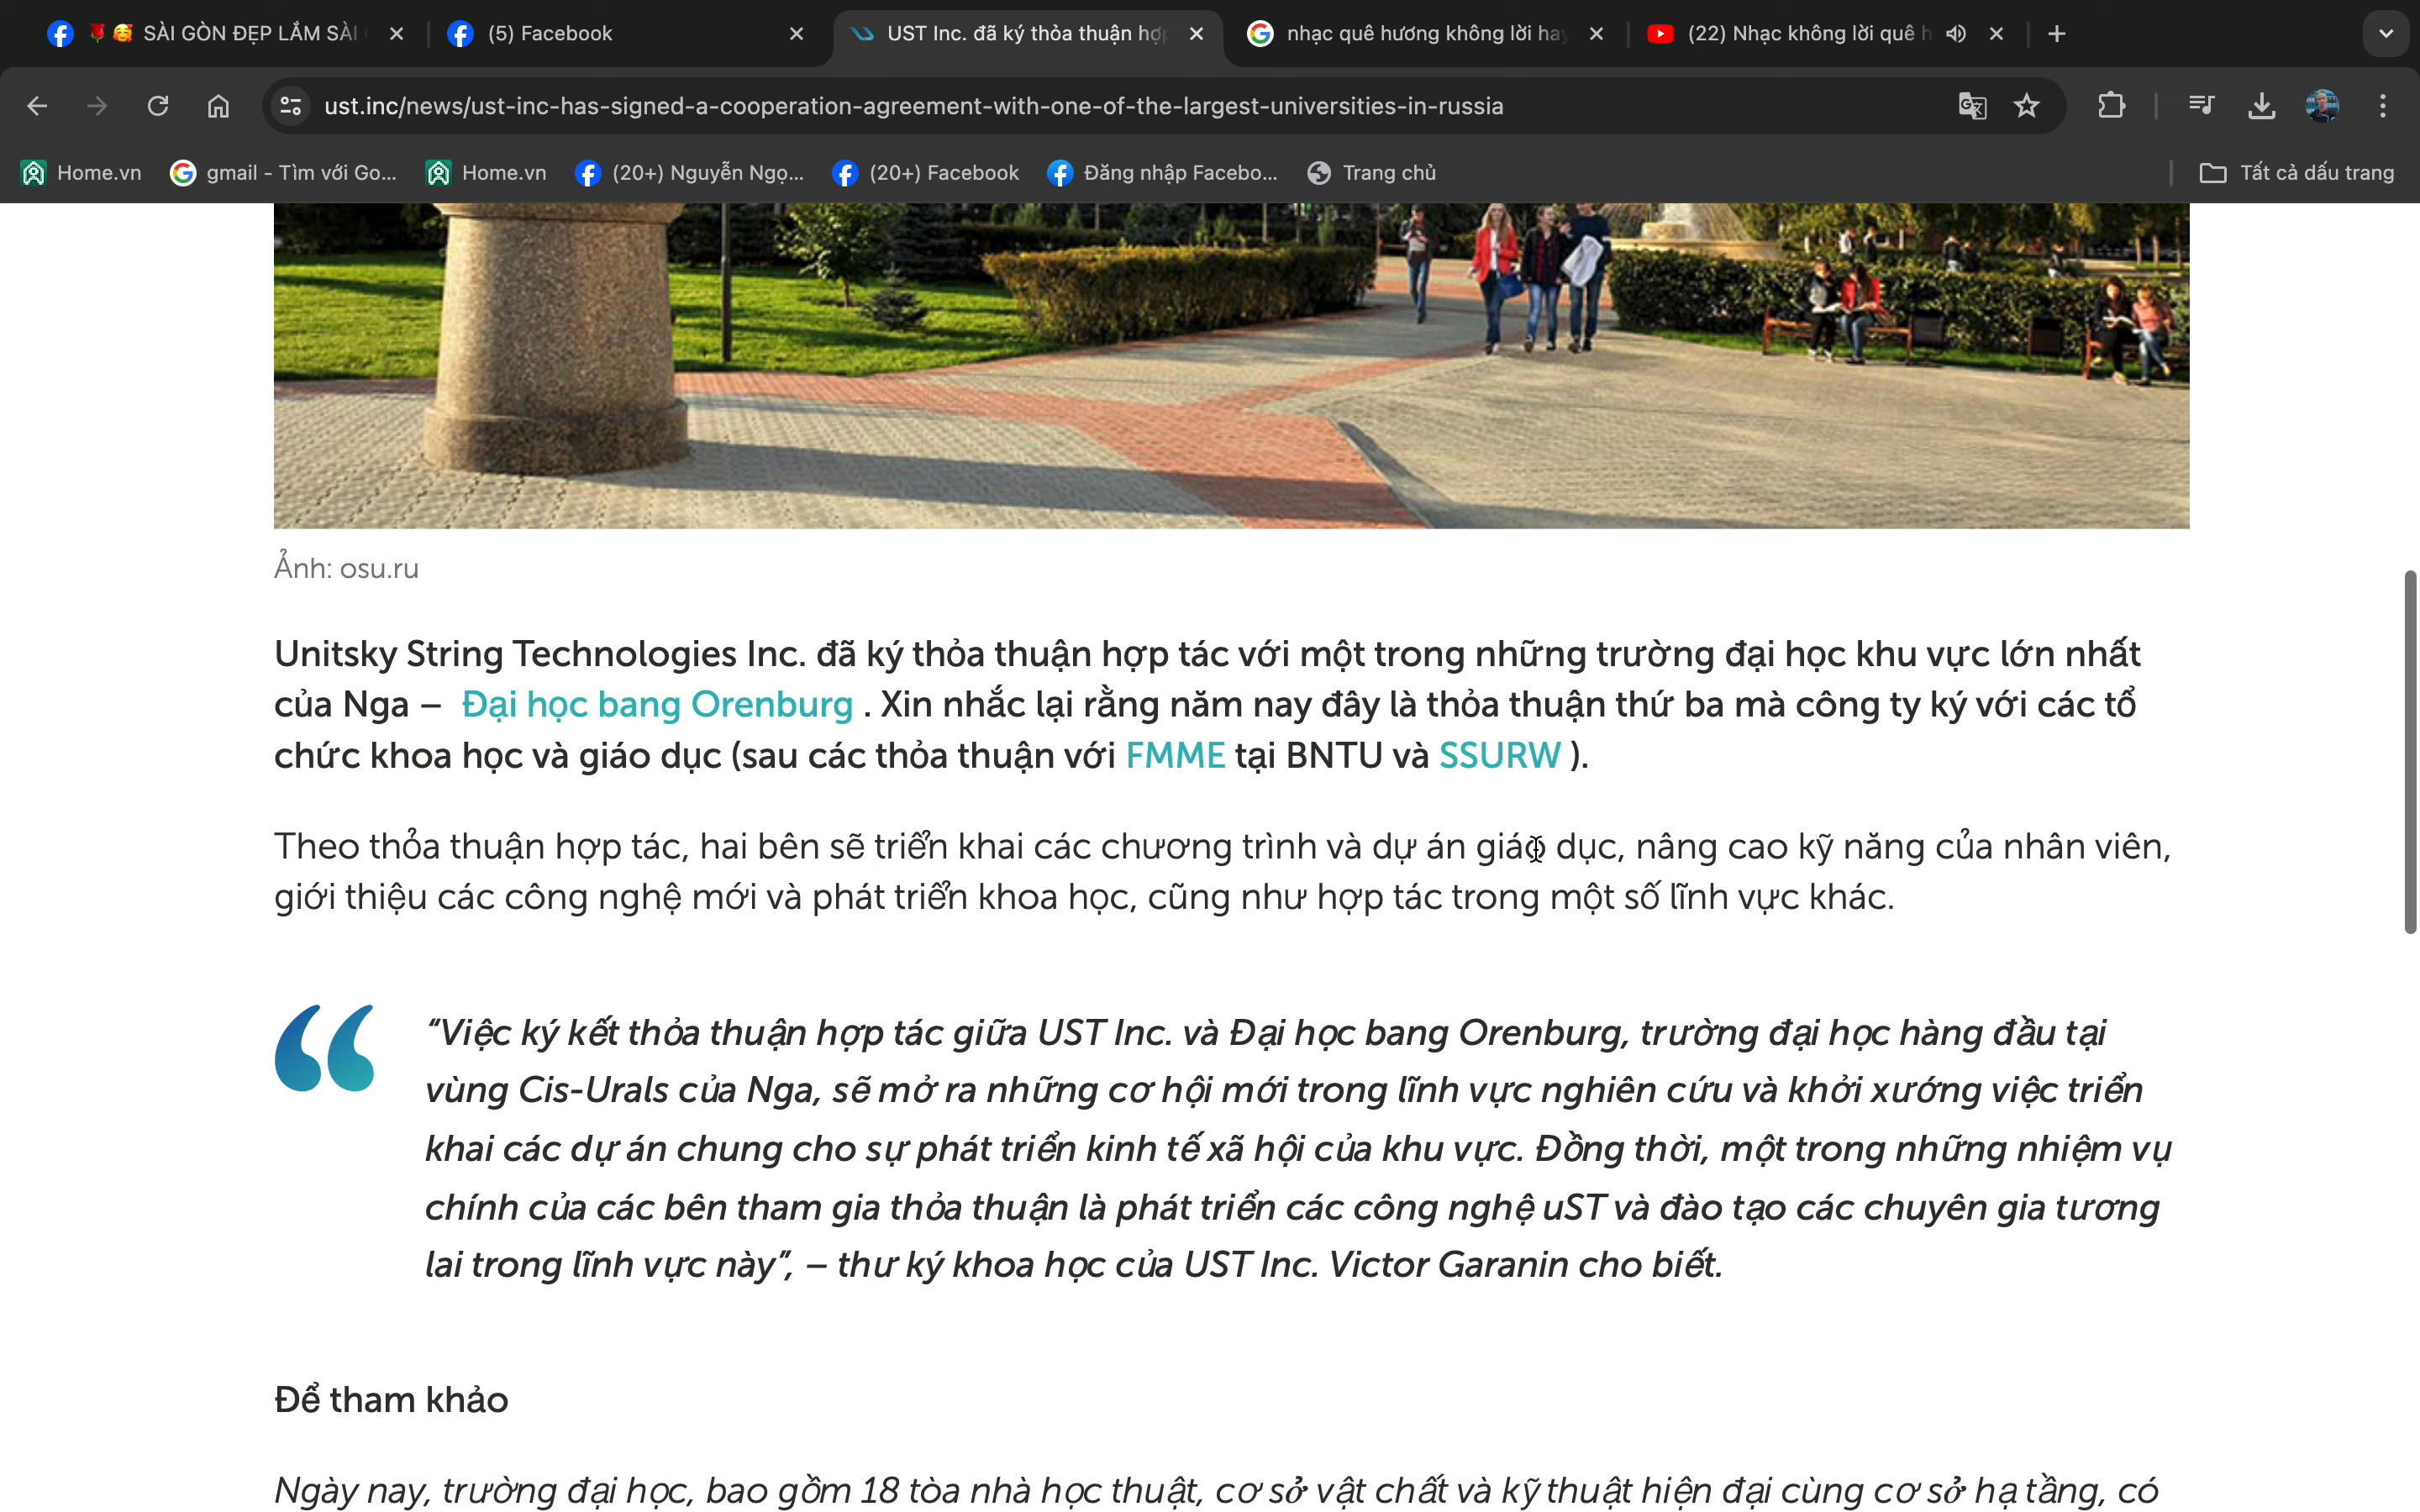 SÀI GÒN ĐẸP LẮM SÀI
(5) Facebook
UST Inc. đã ký thỏa thuận hợp
nhạc quê hương không lời hay
(22) Nhạc không lời quê h
ust.inc/news/ust-inc-has-signed-a-cooperation-agreement-with-one-of-the-largest-universities-in-russia
Home.vn
gmail - Tìm với Go...
Home.vn
(20+) Nguyễn Ngọ...
(20+) Facebook
Đăng nhập Facebo...
Trang chủ
Tất cả dấu trang
Ảnh: osu.ru
Unitsky String Technologies Inc. đã ký thỏa thuận hợp tác với một trong những trường đại học khu vực lớn nhất
của Nga – Đại học bang Orenburg . Xin nhắc lại rằng năm nay đây là thỏa thuận thứ ba mà công ty ký với các tổ
chức khoa học và giáo dục (sau các thỏa thuận với FMME tại BNTU và SSURW ).
Theo thỏa thuận hợp tác, hai bên sẽ triển khai các chương trình và dự án giáo dục, nâng cao kỹ năng của nhân viên,
giới thiệu các công nghệ mới và phát triển khoa học, cũng như hợp tác trong một số lĩnh vực khác.
“Việc ký kết thỏa thuận hợp tác giữa UST Inc. và Đại học bang Orenburg, trường đại học hàng đầu tại
vùng Cis-Urals của Nga, sẽ mở ra những cơ hội mới trong lĩnh vực nghiên cứu và khởi xướng việc triển
khai các dự án chung cho sự phát triển kinh tế xã hội của khu vực. Đồng thời, một trong những nhiệm vụ
chính của các bên tham gia thỏa thuận là phát triển các công nghệ uST và đào tạo các chuyên gia tương
lai trong lĩnh vực này”, – thư ký khoa học của UST Inc. Victor Garanin cho biết.
Để tham khảo
Ngày nay, trường đại học, bao gồm 18 tòa nhà học thuật, cơ sở vật chất và kỹ thuật hiện đại cùng cơ sở hạ tầng, có